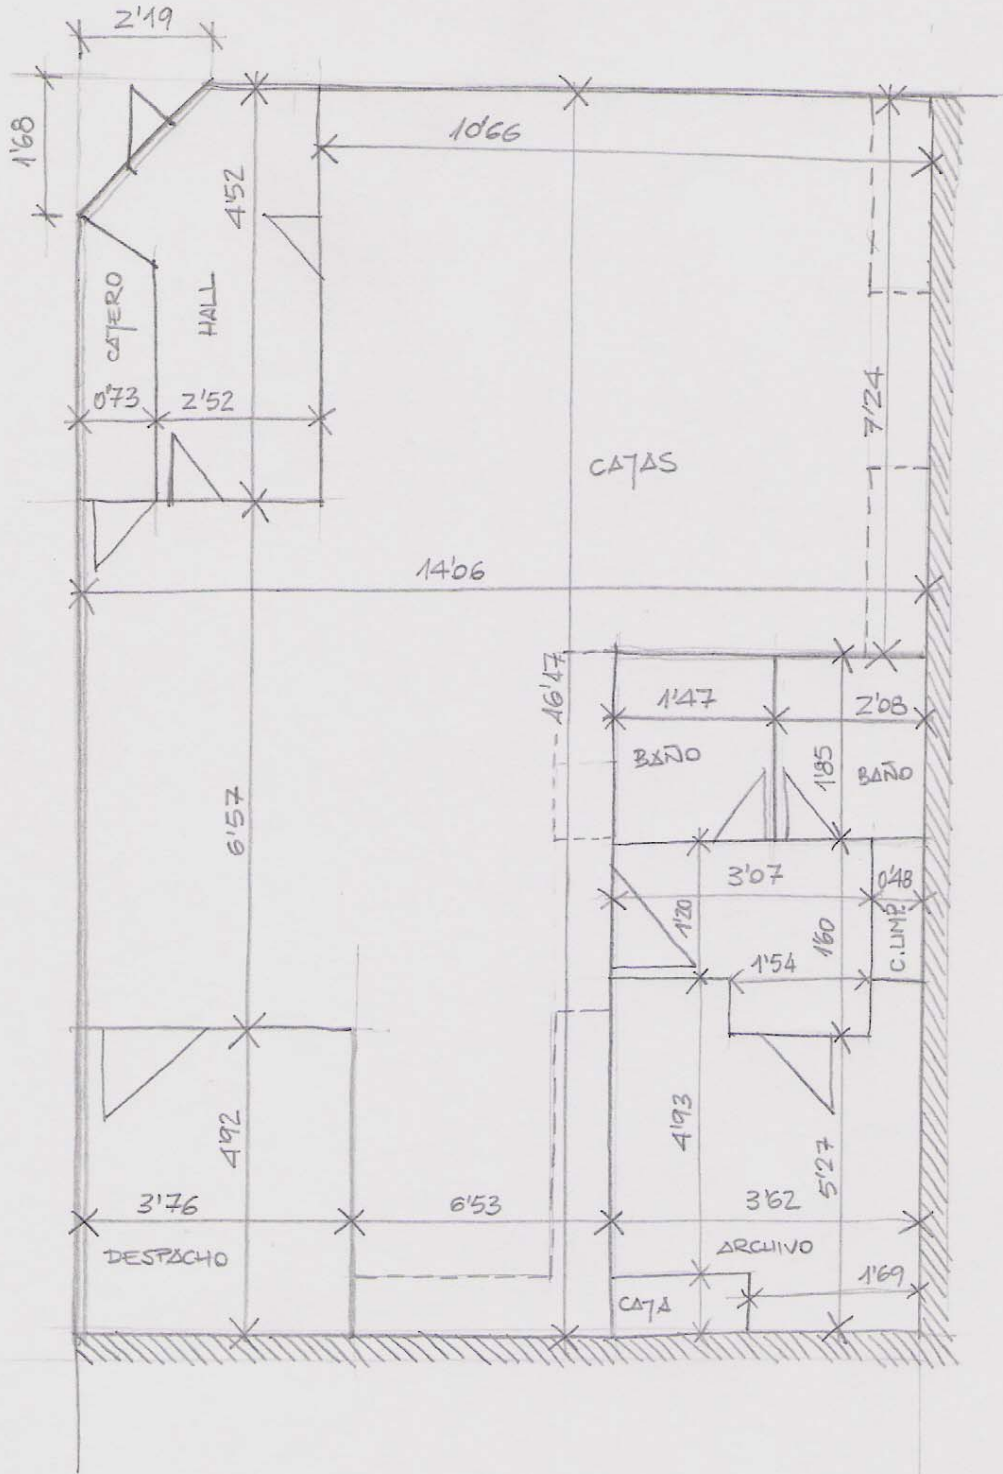 2'19
1'68
4'52
10'66
CAJERO
HALL
0'73
2'52
7'24
CAJAS
14'06
16'47
1'47
2'08
BAÑO
1'85
BAÑO
6'57
3'07
0'48
1'20
1'60
C.LIMP.
1'54
4'92
4'93
5'27
3'76
6'53
3'62
DESPACHO
ARCHIVO
1'69
CAJA